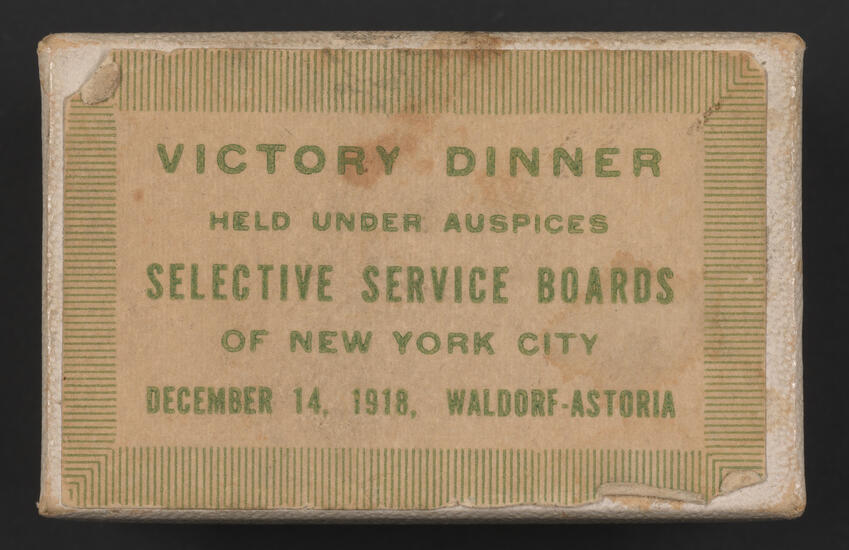 VICTORY DINNER
HELD UNDER AUSPICES
SELECTIVE SERVICE BOARDS
OF NEW YORK CITY
DECEMBER 14, 1918, WALDORF-ASTORIA